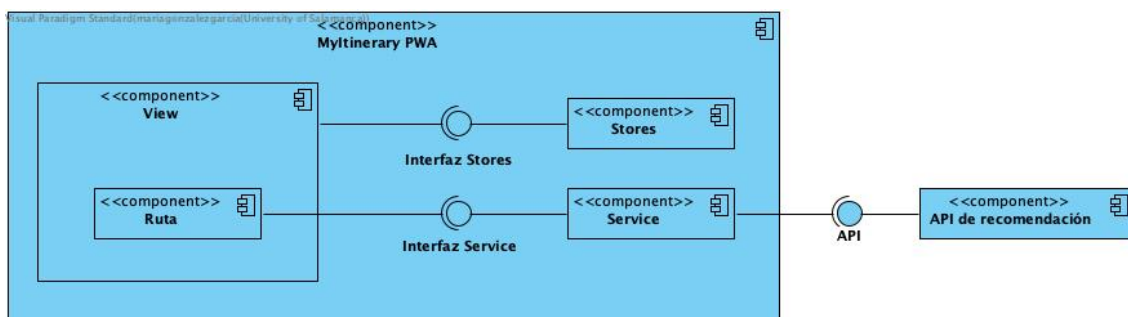 Visual Paradigm Standard(mariagonzalezgarcia(University of Salamanca))
<<component>>
MyItinerary PWA
<<component>>
View
<<component>>
Stores
Interfaz Stores
<<component>>
Ruta
<<component>>
Service
Interfaz Service
API
<<component>>
API de recomendación